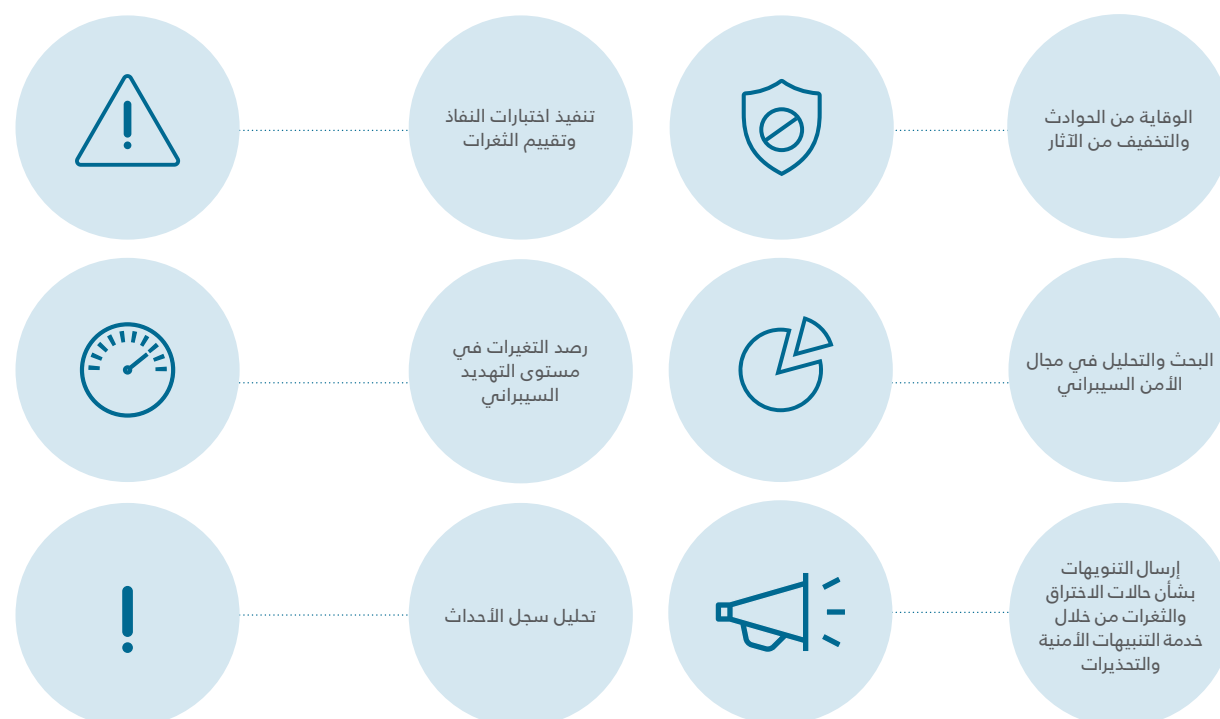 الوقاية من الحوادث
والتخفيف من الآثار
تنفيذ اختبارات النفاذ
وتقييم الثغرات
البحث والتحليل في مجال
الأمن السيبراني
رصد التغيرات في
مستوى التهديد
السيبراني
إرسال التنويهات
بشأن حالات الاختراق
والثغرات من خلال
خدمة التنبيهات الأمنية
والتحذيرات
تحليل سجل الأحداث